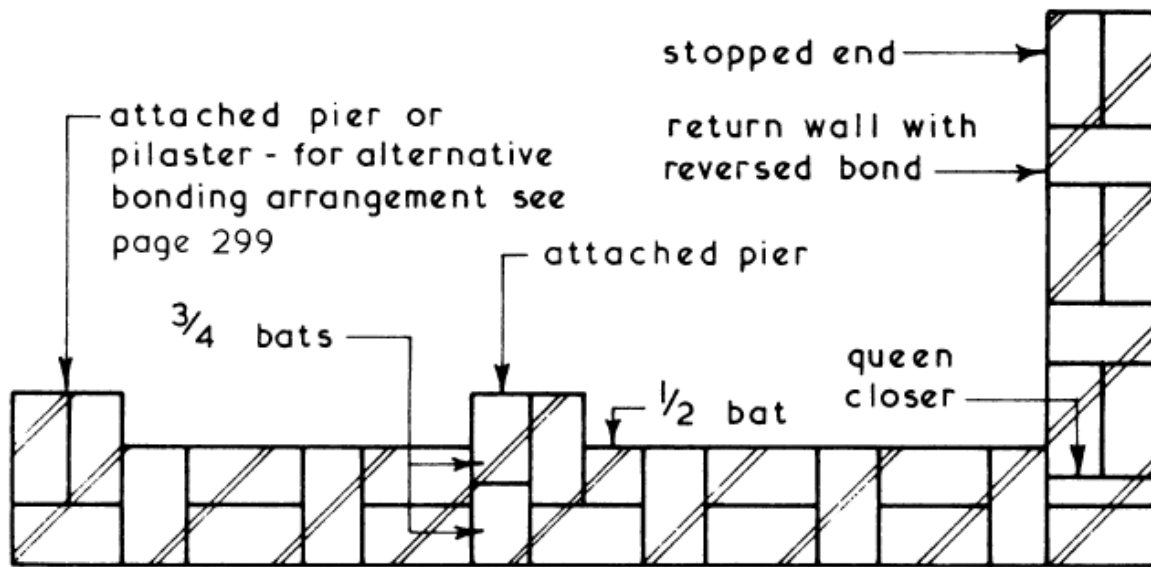 stopped end
attached pier or
pilaster - for alternative
bonding arrangement see
page 299
return wall with
reversed bond
attached pier
3/4 bats
queen
closer
1/2 bat